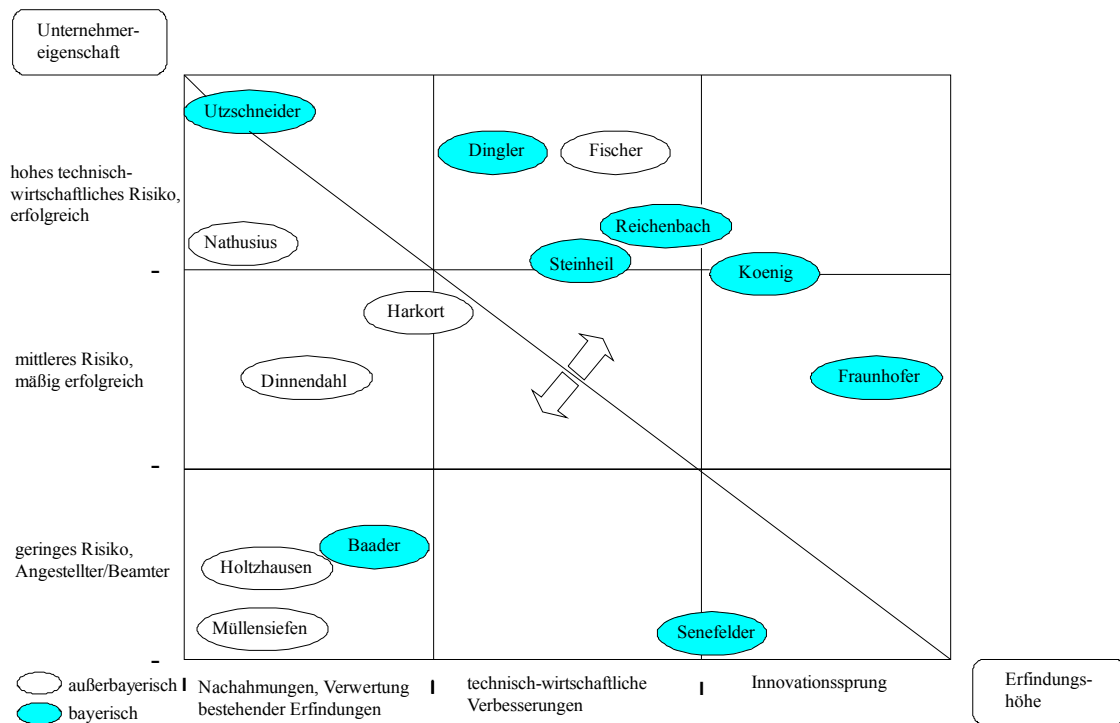 Unternehmer-
eigenschaft
Utzschneider
Dingler
Fischer
hohes technisch-
wirtschaftliches Risiko,
erfolgreich
Reichenbach
Nathusius
Steinheil
Koenig
Harkort
mittleres Risiko,
mäßig erfolgreich
Dinnendahl
Fraunhofer
geringes Risiko,
Angestellter/Beamter
Baader
Holtzhausen
Müllensiefen
Senefelder
außerbayerisch
bayerisch
Nachahmungen, Verwertung
bestehender Erfindungen
technisch-wirtschaftliche
Verbesserungen
Innovationssprung
Erfindungs-
höhe